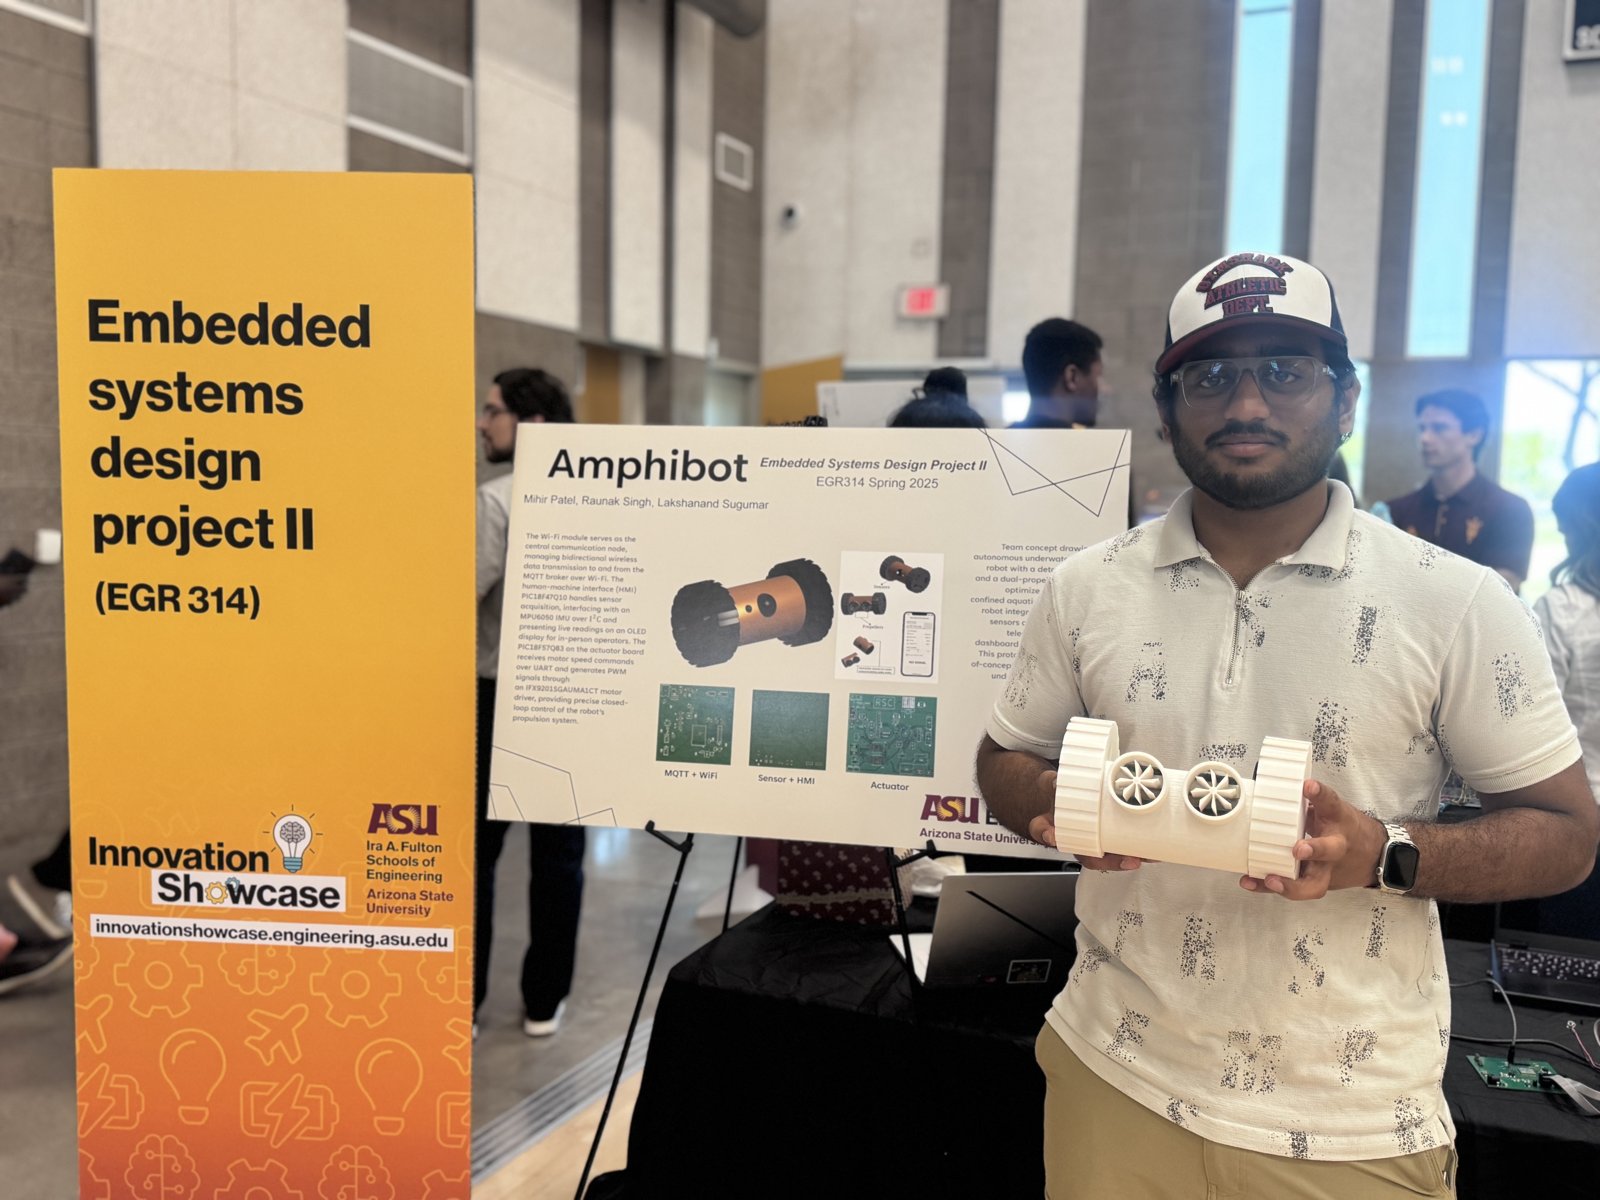 Embedded
systems
design
project II
(EGR 314)
Innovation
Showcase
innovationshowcase.engineering.asu.edu
ASU
Ira A. Fulton
Schools of
Engineering
Arizona State
University
Amphibot
Embedded Systems Design Project II
EGR314 Spring 2025
Mihir Patel, Raunak Singh, Lakshanand Sugumar
The Wi-Fi module serves as the
central communication node,
managing bidirectional wireless
data transmission to and from the
MQTT broker over Wi-Fi. The
human-machine interface (HMI)
PIC18F47Q10 handles sensor
acquisition, interfacing with an
MPU6050 IMU over I²C and
presenting live readings on an OLED
display for in-person operators. The
PIC18F57Q83 on the actuator board
receives motor speed commands
over UART and generates PWM
signals through
an IFX9201SGAUMA1CT motor
driver, providing precise closed-
loop control of the robot's
propulsion system.
Team concept drawi
autonomous underwat
robot with a det
and a dual-prope
optimize
confined aquati
robot integr
sensors
tele
dashboard
This prot
of-concep
und
Propellers
MQTT + WiFi
Sensor + HMI
Actuator
ASU
Arizona State Univers
ATHLETIC
DEPT.